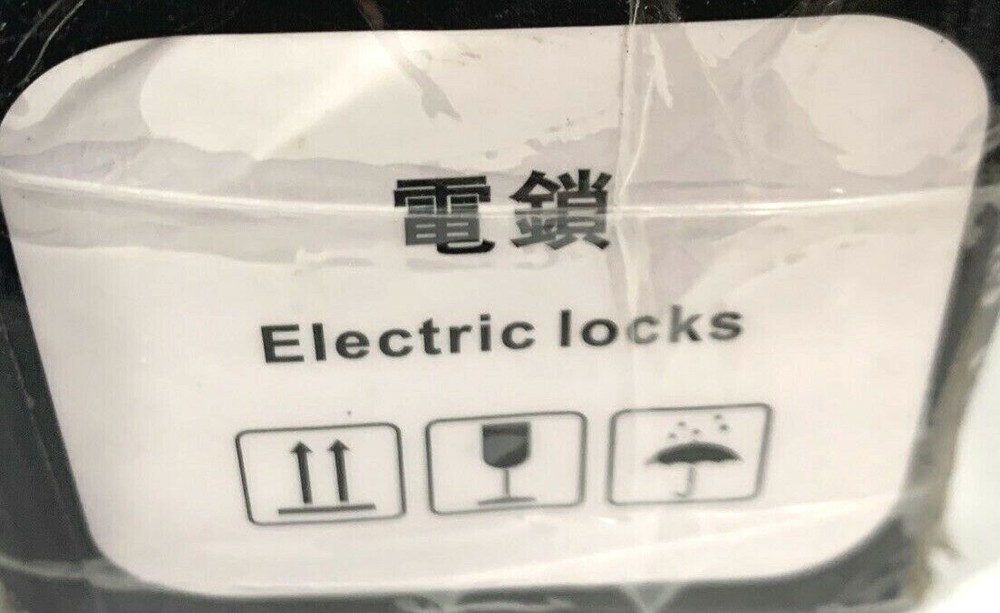 電鎖
Electric locks